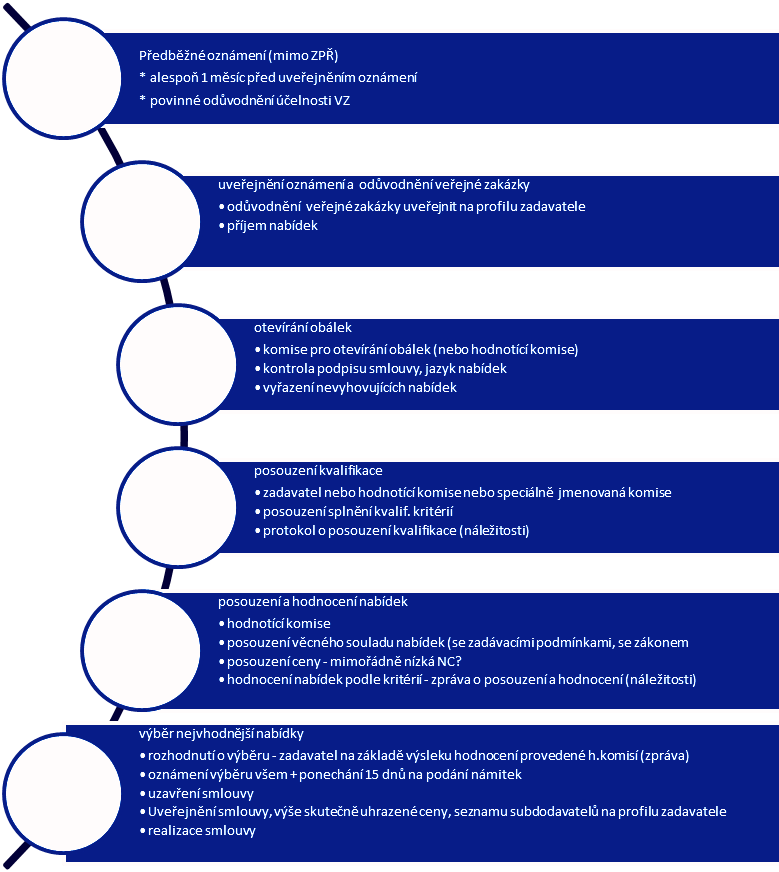 Předběžné oznámení (mimo ZPŘ)
* alespoň 1 měsíc před uveřejněním oznámení
* povinné odůvodnění účelnosti VZ
uveřejnění oznámení a odůvodnění veřejné zakázky
• odůvodnění veřejné zakázky uveřejnit na profilu zadavatele
• příjem nabídek
otevírání obálek
• komise pro otevírání obálek (nebo hodnotící komise)
• kontrola podpisu smlouvy, jazyk nabídek
• vyřazení nevyhovujících nabídek
posouzení kvalifikace
• zadavatel nebo hodnotící komise nebo speciálně jmenovaná komise
• posouzení splnění kvalif. kritérií
• protokol o posouzení kvalifikace (náležitosti)
posouzení a hodnocení nabídek
• hodnotící komise
• posouzení věcného souladu nabídek (se zadávacími podmínkami, se zákonem
• posouzení ceny - mimořádně nízká NC?
• hodnocení nabídek podle kritérií - zpráva o posouzení a hodnocení (náležitosti)
výběr nejvhodnější nabídky
• rozhodnutí o výběru - zadavatel na základě výsleku hodnocení provedené h.komisí (zpráva)
• oznámení výběru všem + ponechání 15 dnů na podání námitek
• uzavření smlouvy
• Uveřejnění smlouvy, výše skutečně uhrazené ceny, seznamu subdodavatelů na profilu zadavatele
• realizace smlouvy